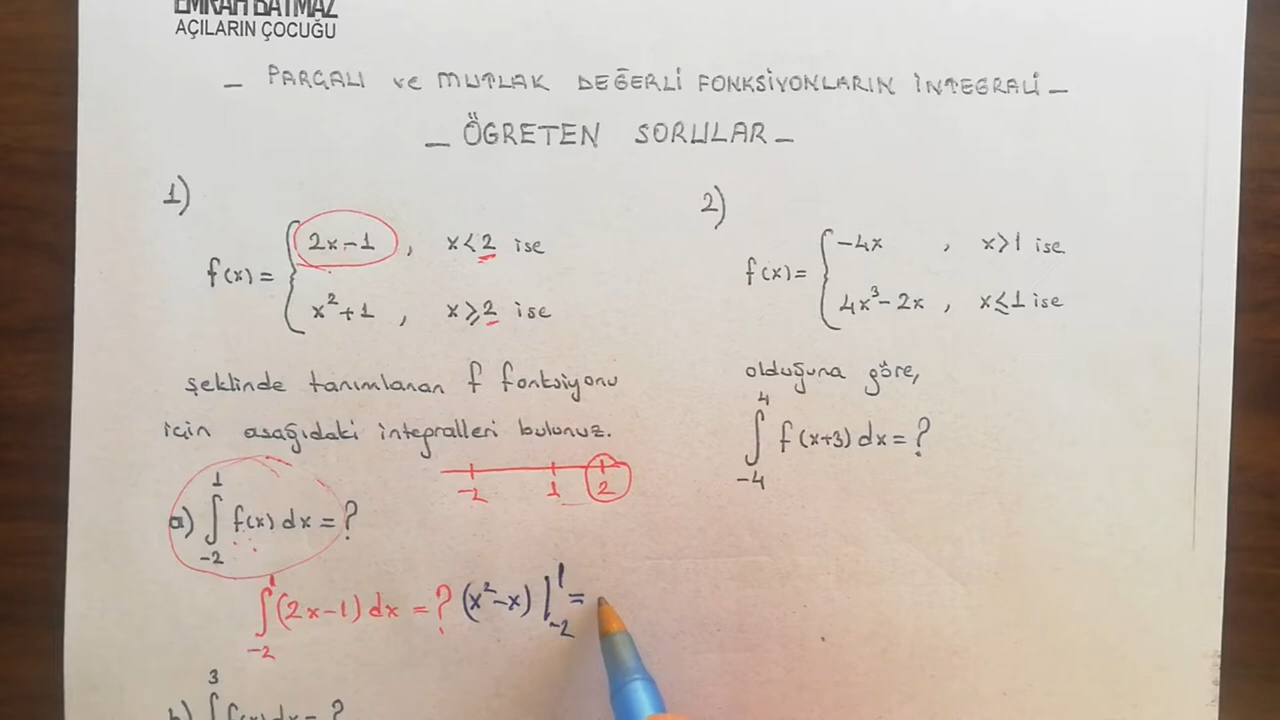 EMRAH BATMAZ
AÇILARIN ÇOCUĞU
_ PARÇALI ve MUTLAK DEĞERLİ FONKSİYONLARIN İNTEGRALİ _
_ ÖĞRETEN SORULAR _
1)
f(x) = { 2x-1 , x<2 ise
x²+1 , x⩾2 ise
şeklinde tanımlanan f fonksiyonu
için aşağıdaki integralleri bulunuz.
-2 1 2
a) ∫₋₂¹ f(x) dx = ?
∫₋₂¹ (2x-1) dx = ? (x²-x) |₋₂¹ =
b) ∫³ f(x) dx = ?
2)
f(x) = { -4x , x>1 ise
4x³-2x , x≤1 ise
olduğuna göre,
∫₋₄⁴ f(x+3) dx = ?